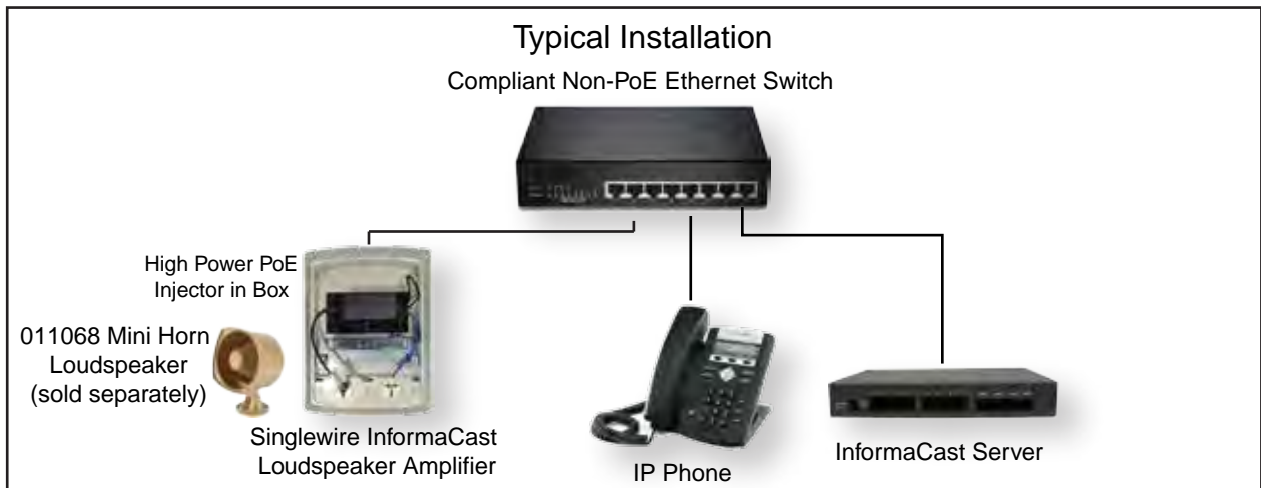 Typical Installation
Compliant Non-PoE Ethernet Switch
High Power PoE
Injector in Box
011068 Mini Horn
Loudspeaker
(sold separately)
Singlewire InformaCast
Loudspeaker Amplifier
IP Phone
InformaCast Server